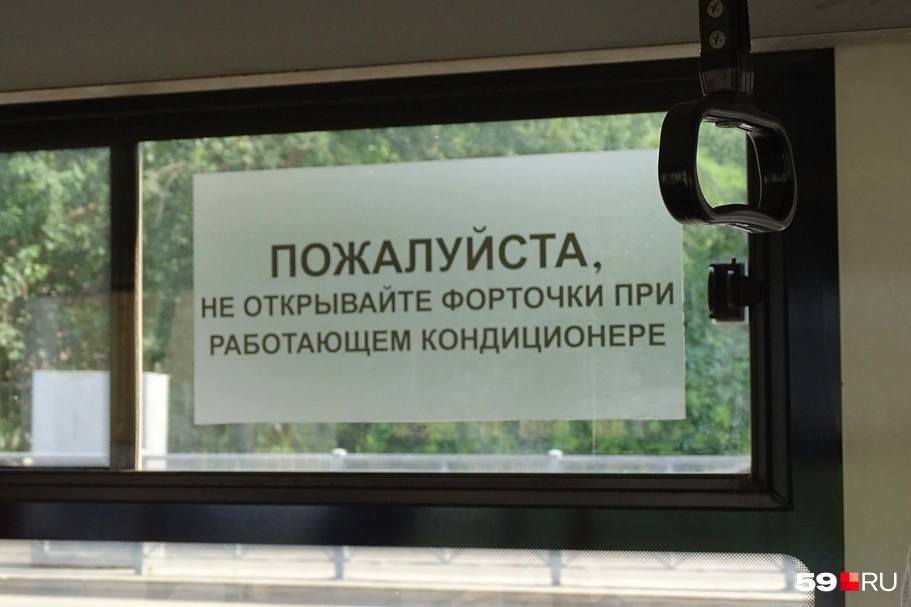 ПОЖАЛУЙСТА,
НЕ ОТКРЫВАЙТЕ ФОРТОЧКИ ПРИ
РАБОТАЮЩЕМ КОНДИЦИОНЕРЕ
59.RU